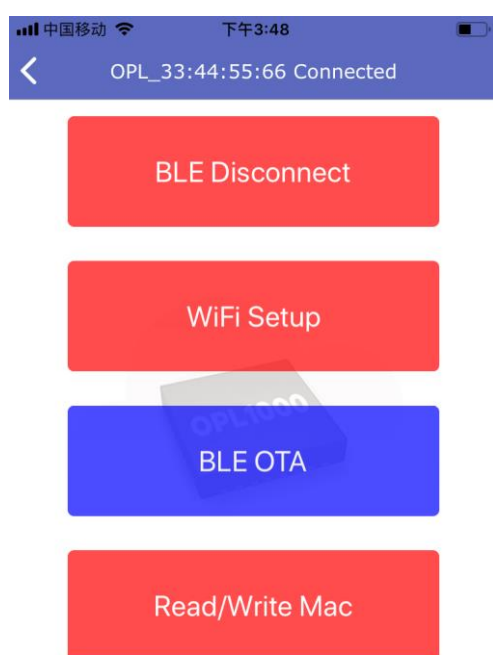 中国移动 下午3:48
OPL_33:44:55:66 Connected
BLE Disconnect
WiFi Setup
OPL1000
BLE OTA
Read/Write Mac